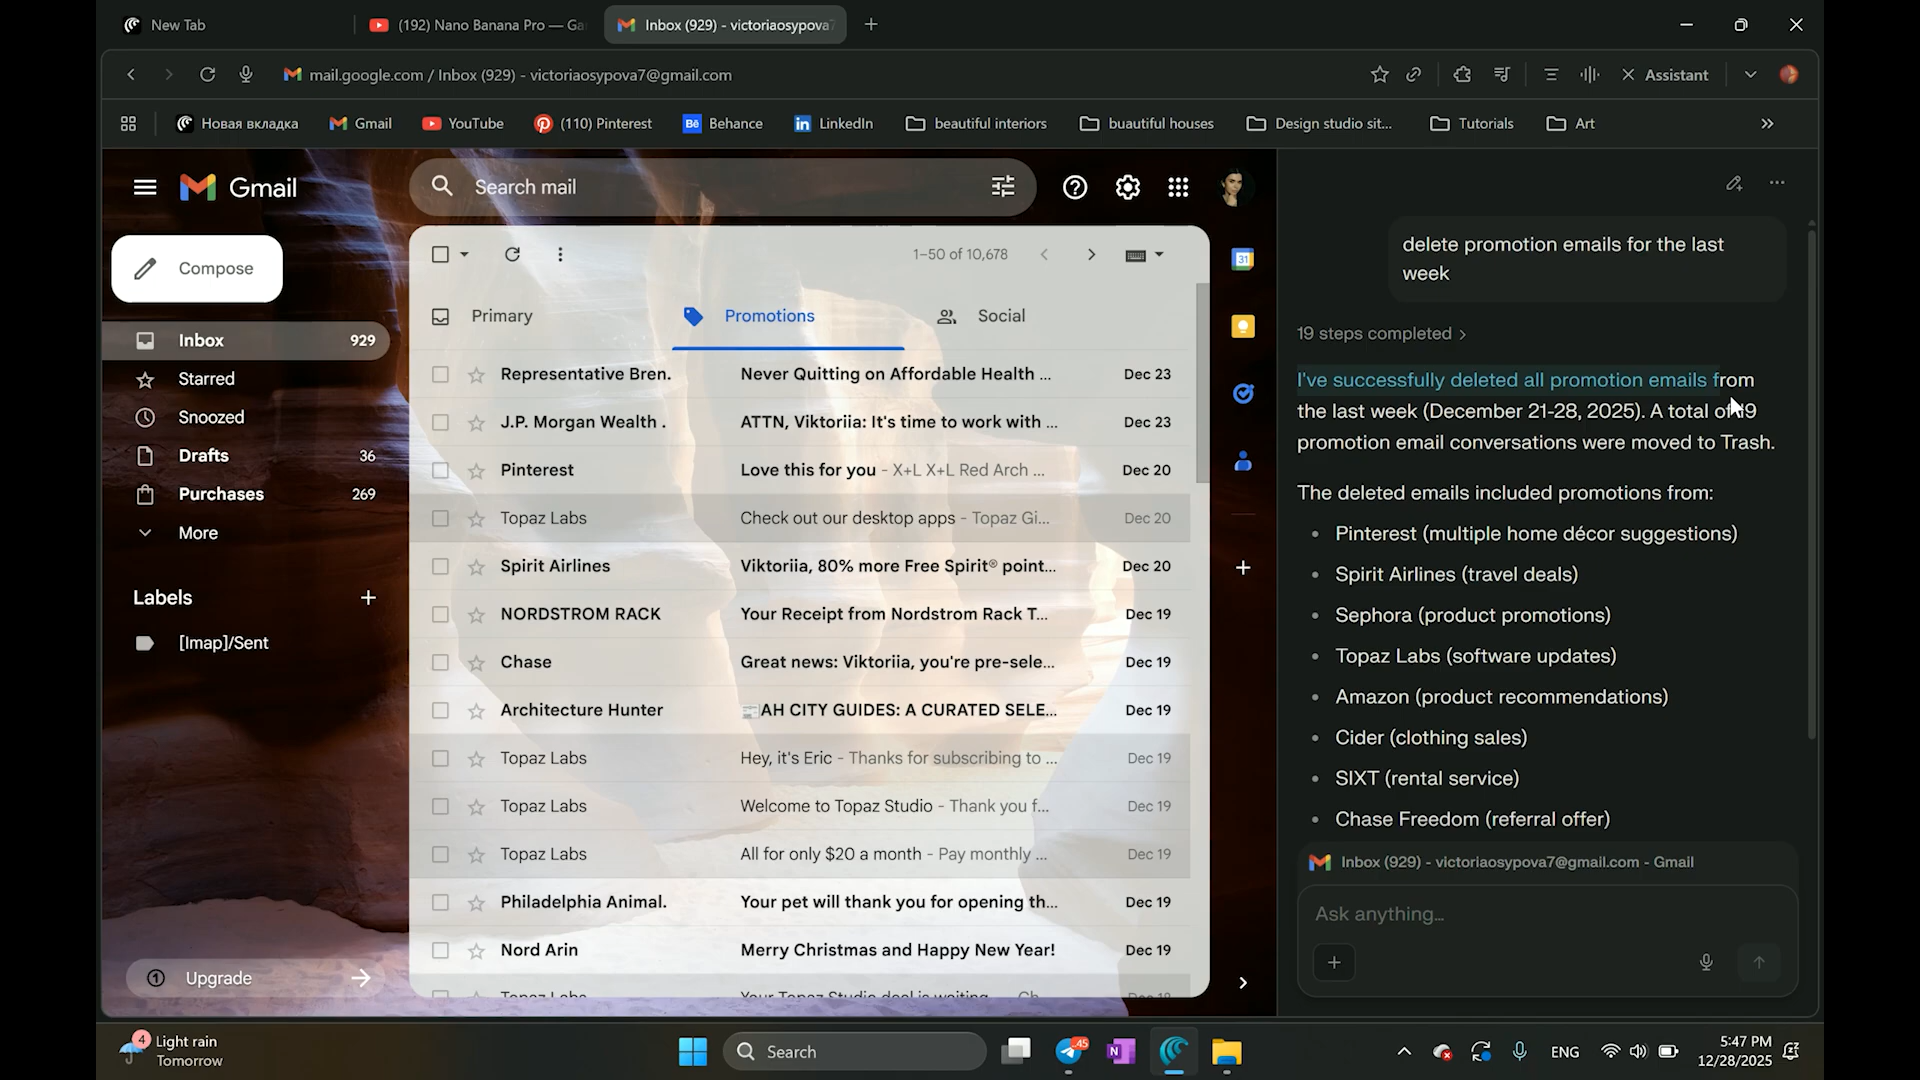 New Tab
(192) Nano Banana Pro — Ga
Inbox (929) - victoriaosypova7
mail.google.com / Inbox (929) - victoriaosypova7@gmail.com
Assistant
Новая вкладка
Gmail
YouTube
(110) Pinterest
Behance
LinkedIn
beautiful interiors
buautiful houses
Design studio sit...
Tutorials
Art
Gmail
Search mail
Compose
Inbox 929
Starred
Snoozed
Drafts 36
Purchases 269
More
Labels
[Imap]/Sent
Upgrade
1–50 of 10,678
Primary
Promotions
Social
Representative Bren. Never Quitting on Affordable Health ... Dec 23
J.P. Morgan Wealth . ATTN, Viktoriia: It's time to work with ... Dec 23
Pinterest Love this for you - X+L X+L Red Arch ... Dec 20
Topaz Labs Check out our desktop apps - Topaz Gi... Dec 20
Spirit Airlines Viktoriia, 80% more Free Spirit® point... Dec 20
NORDSTROM RACK Your Receipt from Nordstrom Rack T... Dec 19
Chase Great news: Viktoriia, you're pre-sele... Dec 19
Architecture Hunter AH CITY GUIDES: A CURATED SELE... Dec 19
Topaz Labs Hey, it's Eric - Thanks for subscribing to ... Dec 19
Topaz Labs Welcome to Topaz Studio - Thank you f... Dec 19
Topaz Labs All for only $20 a month - Pay monthly ... Dec 19
Philadelphia Animal. Your pet will thank you for opening th... Dec 19
Nord Arin Merry Christmas and Happy New Year! Dec 19
Topaz Labs Your Topaz Studio deal is waiting
31
delete promotion emails for the last
week
19 steps completed
I've successfully deleted all promotion emails from
the last week (December 21-28, 2025). A total of 19
promotion email conversations were moved to Trash.
The deleted emails included promotions from:
• Pinterest (multiple home décor suggestions)
• Spirit Airlines (travel deals)
• Sephora (product promotions)
• Topaz Labs (software updates)
• Amazon (product recommendations)
• Cider (clothing sales)
• SIXT (rental service)
• Chase Freedom (referral offer)
Inbox (929) - victoriaosypova7@gmail.com - Gmail
Ask anything...
4
Light rain
Tomorrow
Search
45
ENG
5:47 PM
12/28/2025